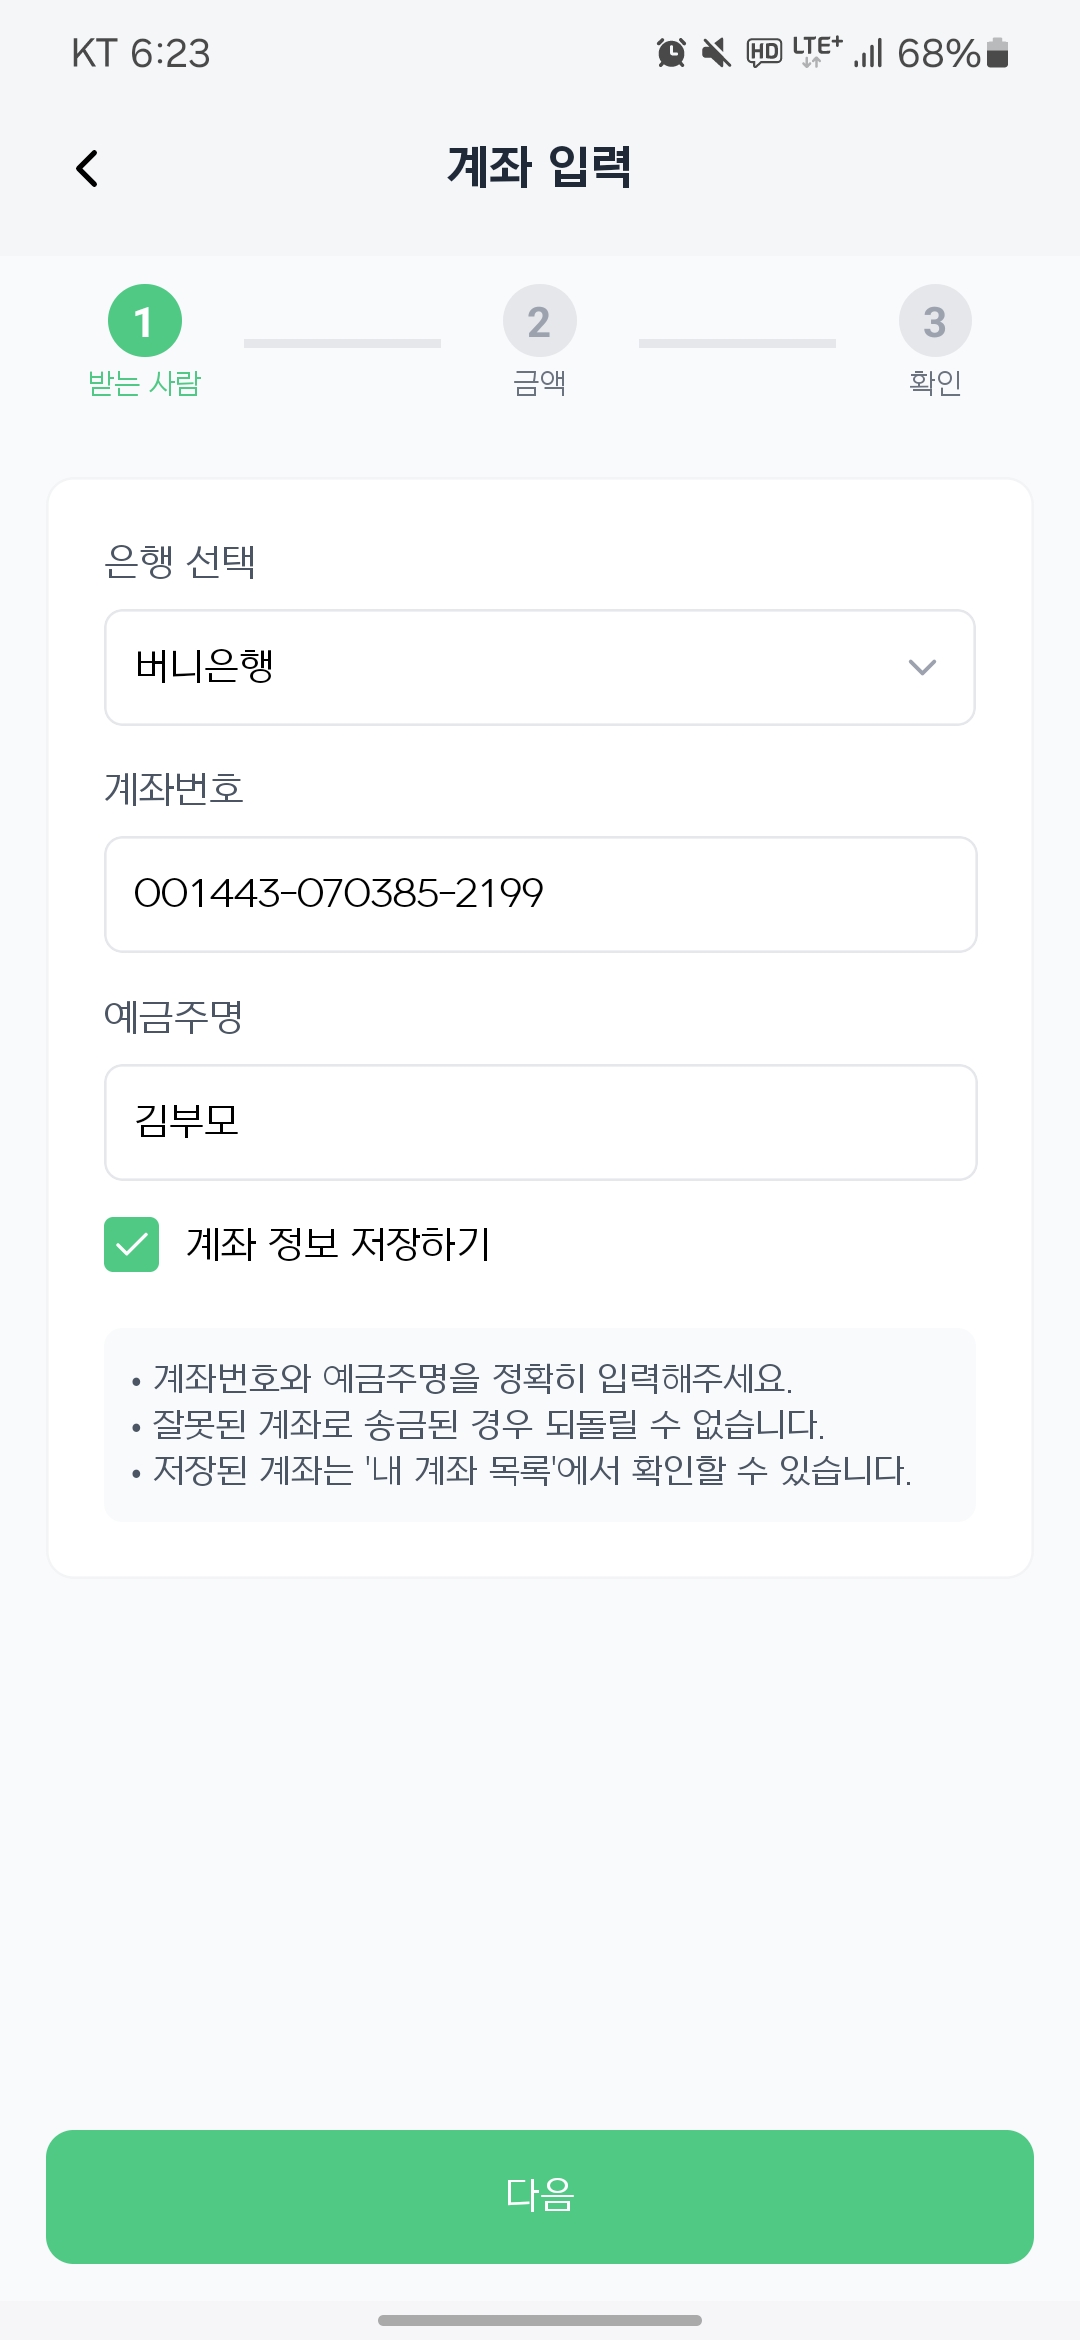 KT 6:23
HD LTE+ 68%
계좌 입력
1 2 3
받는 사람 금액 확인
은행 선택
버니은행
계좌번호
001443-070385-2199
예금주명
김부모
계좌 정보 저장하기
• 계좌번호와 예금주명을 정확히 입력해주세요.
• 잘못된 계좌로 송금된 경우 되돌릴 수 없습니다.
• 저장된 계좌는 '내 계좌 목록'에서 확인할 수 있습니다.
다음